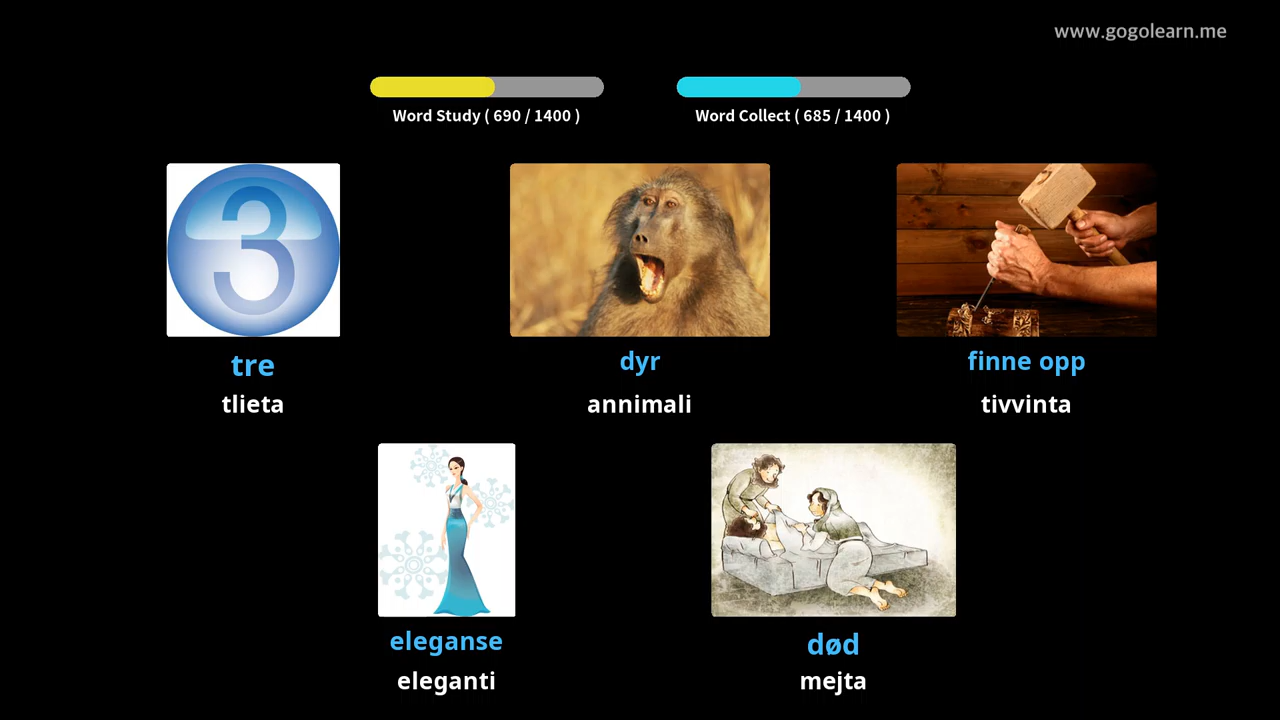 www.gogolearn.me
Word Study ( 690 / 1400 )
Word Collect ( 685 / 1400 )
3
tre
dyr
finne opp
tlieta
annimali
tivvinta
eleganse
død
eleganti
mejta